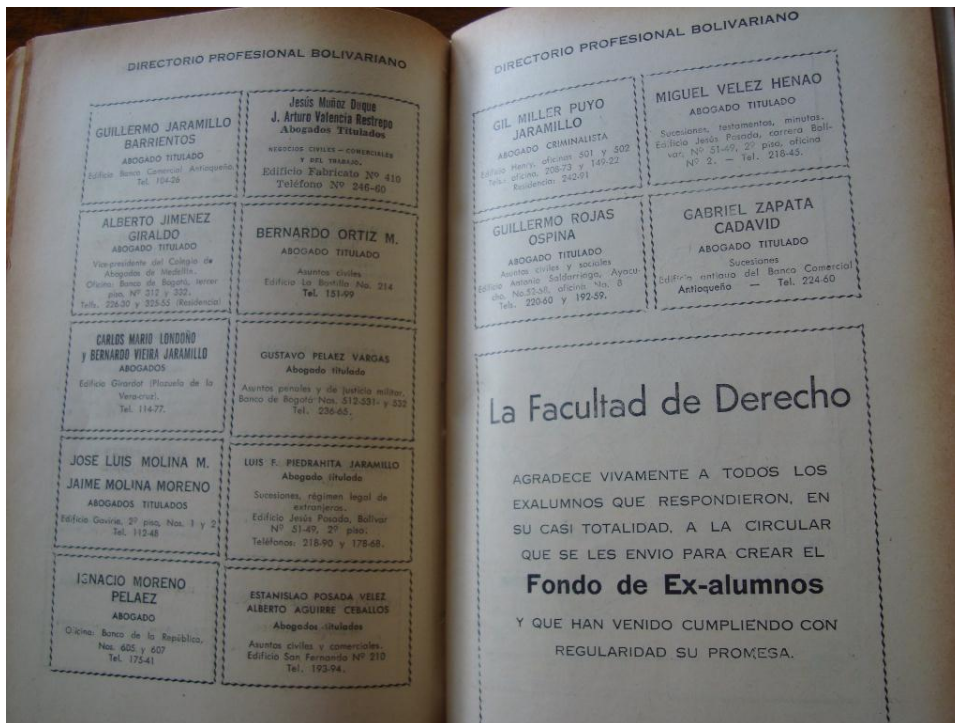 DIRECTORIO PROFESIONAL BOLIVARIANO
GUILLERMO JARAMILLO
BARRIENTOS
ABOGADO TITULADO
Edificio Banco Comercial Antioqueño
Tel. 104-26
Jesús Muñoz Duque
J. Arturo Valencia Restrepo
Abogados Titulados
NEGOCIOS CIVILES — COMERCIALES
Y DEL TRABAJO.
Edificio Fabricato Nº 410
Teléfono Nº 246-60
ALBERTO JIMENEZ
GIRALDO
ABOGADO TITULADO
Vice-presidente del Colegio de
Abogados de Medellín.
Oficina: Banco de Bogotá, tercer
piso, Nº 312 y 322.
Tels. 226-30 y 325-55 (Residencia)
BERNARDO ORTIZ M.
ABOGADO TITULADO
Asuntos civiles
Edificio La Bastilla No. 214
Tel. 151-99
CARLOS MARIO LONDOÑO
y BERNARDO VIEIRA JARAMILLO
ABOGADOS
Edificio Girardot (Plazuela de la
Vera-cruz).
Tel. 114-77.
GUSTAVO PELAEZ VARGAS
Abogado titulado
Asuntos penales y de justicia militar.
Banco de Bogotá Nos. 512-531- y 532
Tel. 236-65.
JOSE LUIS MOLINA M.
JAIME MOLINA MORENO
ABOGADOS TITULADOS
Edificio Gaviria, 2º piso, Nos. 1 y 2
Tel. 112-48
LUIS F. PIEDRAHITA JARAMILLO
Abogado titulado
Sucesiones, régimen legal de
extranjeros.
Edificio Jesús Posada, Bolívar
Nº 51-49, 2º piso.
Teléfonos: 218-90 y 178-68.
IGNACIO MORENO
PELAEZ
ABOGADO
Oficina: Banco de la República,
Nos. 605 y 607
Tel. 175-41
ESTANISLAO POSADA VELEZ
ALBERTO AGUIRRE CEBALLOS
Abogados titulados
Asuntos civiles y comerciales.
Edificio San Fernando Nº 210
Tel. 193-94.
DIRECTORIO PROFESIONAL BOLIVARIANO
GIL MILLER PUYO
JARAMILLO
ABOGADO CRIMINALISTA
Edificio Henry, oficinas 501 y 502
Tels. oficina, 208-73 y 149-22
Residencia: 242-91
MIGUEL VELEZ HENAO
ABOGADO TITULADO
Sucesiones, testamentos, minutas.
Edificio Jesús Posada, carrera Bolí-
var, Nº 51-49, 2º piso, oficina
Nº 2. — Tel. 218-45.
GUILLERMO ROJAS
OSPINA
ABOGADO TITULADO
Asuntos civiles y sociales
Edificio Antonio Saldarriaga, Ayacu-
cho, No.52-58, oficina No. 8
Tels. 220-60 y 192-59.
GABRIEL ZAPATA
CADAVID
ABOGADO TITULADO
Sucesiones
Edificio antiguo del Banco Comercial
Antioqueño — Tel. 224-60
La Facultad de Derecho
AGRADECE VIVAMENTE A TODOS LOS
EXALUMNOS QUE RESPONDIERON, EN
SU CASI TOTALIDAD, A LA CIRCULAR
QUE SE LES ENVIO PARA CREAR EL
Fondo de Ex-alumnos
Y QUE HAN VENIDO CUMPLIENDO CON
REGULARIDAD SU PROMESA.